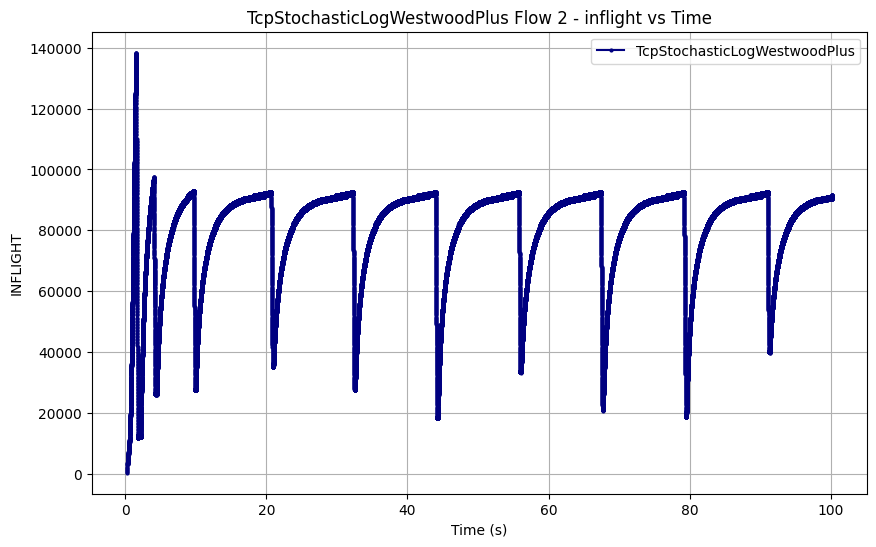 TcpStochasticLogWestwoodPlus Flow 2 - inflight vs Time
TcpStochasticLogWestwoodPlus
INFLIGHT
140000
120000
100000
80000
60000
40000
20000
0
0 20 40 60 80 100
Time (s)